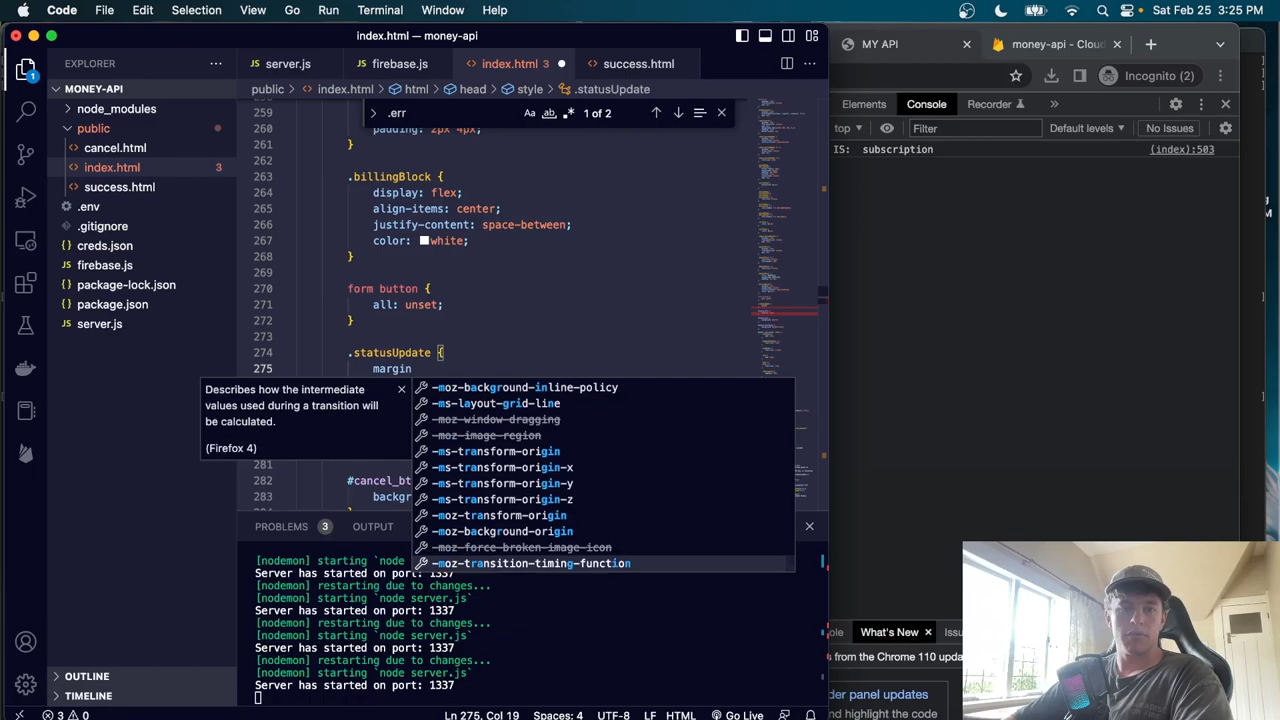 Code File Edit Selection View Go Run Terminal Window Help
Sat Feb 25 3:25 PM
index.html — money-api
EXPLORER
MONEY-API
node_modules
public
cancel.html
index.html 3
success.html
.env
.gitignore
creds.json
firebase.js
package-lock.json
package.json
server.js
OUTLINE
TIMELINE
1
JS server.js
JS firebase.js
index.html 3
success.html
public > index.html > html > head > style > .statusUpdate
.err
Aa ab .* 1 of 2
259
260 padding: 2px 4px;
261 }
262
263 .billingBlock {
264 display: flex;
265 align-items: center;
266 justify-content: space-between;
267 color: white;
268 }
269
270 form button {
271 all: unset;
272 }
273
274 .statusUpdate {
275 margin
Describes how the intermediate
values used during a transition will
be calculated.
(Firefox 4)
-moz-background-inline-policy
-ms-layout-grid-line
-moz-window-dragging
-moz-image-region
-ms-transform-origin
-ms-transform-origin-x
-ms-transform-origin-y
-ms-transform-origin-z
-moz-transform-origin
-moz-background-origin
-moz-force-broken-image-icon
-moz-transition-timing-function
281
282 #cancel_bt
283 backgr
PROBLEMS 3 OUTPUT
[nodemon] starting `node
Server has started on port: 1337
[nodemon] restarting due to changes...
[nodemon] starting `node server.js`
Server has started on port: 1337
[nodemon] restarting due to changes...
[nodemon] starting `node server.js`
Server has started on port: 1337
[nodemon] restarting due to changes...
[nodemon] starting `node server.js`
Server has started on port: 1337
3 0
Ln 275, Col 19 Spaces: 4 UTF-8 LF HTML Go Live
MY API
money-api - Cloud
Incognito (2)
Elements Console Recorder
top Filter Default levels No Issues
IS: subscription (index):503
ole What's New Issu
from the Chrome 110 upda
der panel updates
nd highlight the code